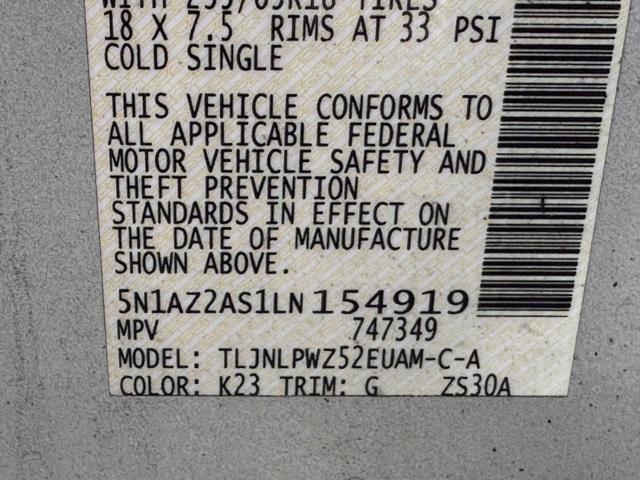 18 X 7.5 RIMS AT 33 PSI
COLD SINGLE
THIS VEHICLE CONFORMS TO
ALL APPLICABLE FEDERAL
MOTOR VEHICLE SAFETY AND
THEFT PREVENTION
STANDARDS IN EFFECT ON
THE DATE OF MANUFACTURE
SHOWN ABOVE.
5N1AZ2AS1LN154919
MPV 747349
MODEL: TLJNLPWZ52EUAM-C-A
COLOR: K23 TRIM: G ZS30A